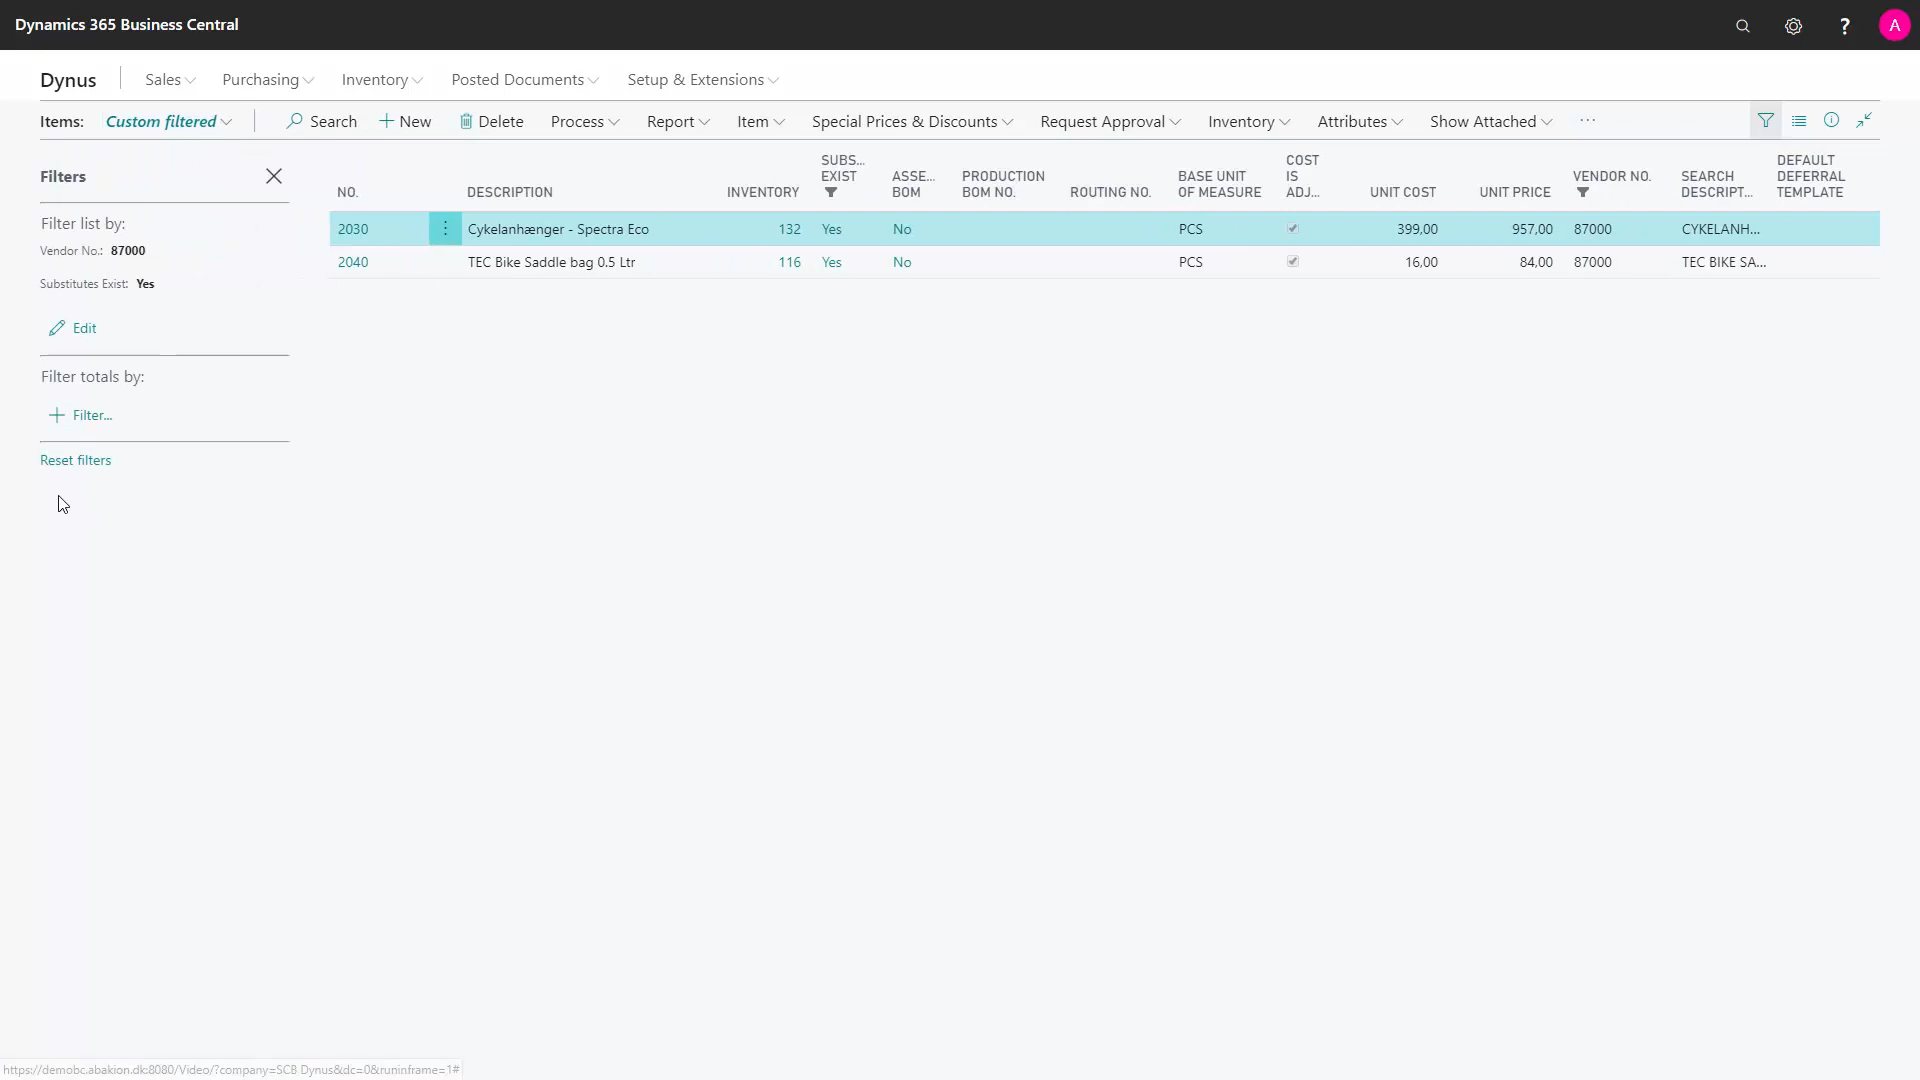 Dynamics 365 Business Central
A
Dynus
Sales
Purchasing
Inventory
Posted Documents
Setup & Extensions
Items:
Custom filtered
Search
New
Delete
Process
Report
Item
Special Prices & Discounts
Request Approval
Inventory
Attributes
Show Attached
Filters
Filter list by:
Vendor No.: 87000
Substitutes Exist: Yes
Edit
Filter totals by:
Filter...
Reset filters
NO.
DESCRIPTION
INVENTORY
SUBS...
EXIST
ASSE...
BOM
PRODUCTION
BOM NO.
ROUTING NO.
BASE UNIT
OF MEASURE
COST
IS
ADJ...
UNIT COST
UNIT PRICE
VENDOR NO.
SEARCH
DESCRIPT...
DEFAULT
DEFERRAL
TEMPLATE
2030 Cykelanhænger - Spectra Eco 132 Yes No PCS 399,00 957,00 87000 CYKELANH...
2040 TEC Bike Saddle bag 0.5 Ltr 116 Yes No PCS 16,00 84,00 87000 TEC BIKE SA...
https://demobc.abakion.dk:8080/Video/?company=SCB Dynus&dc=0&runinframe=1#